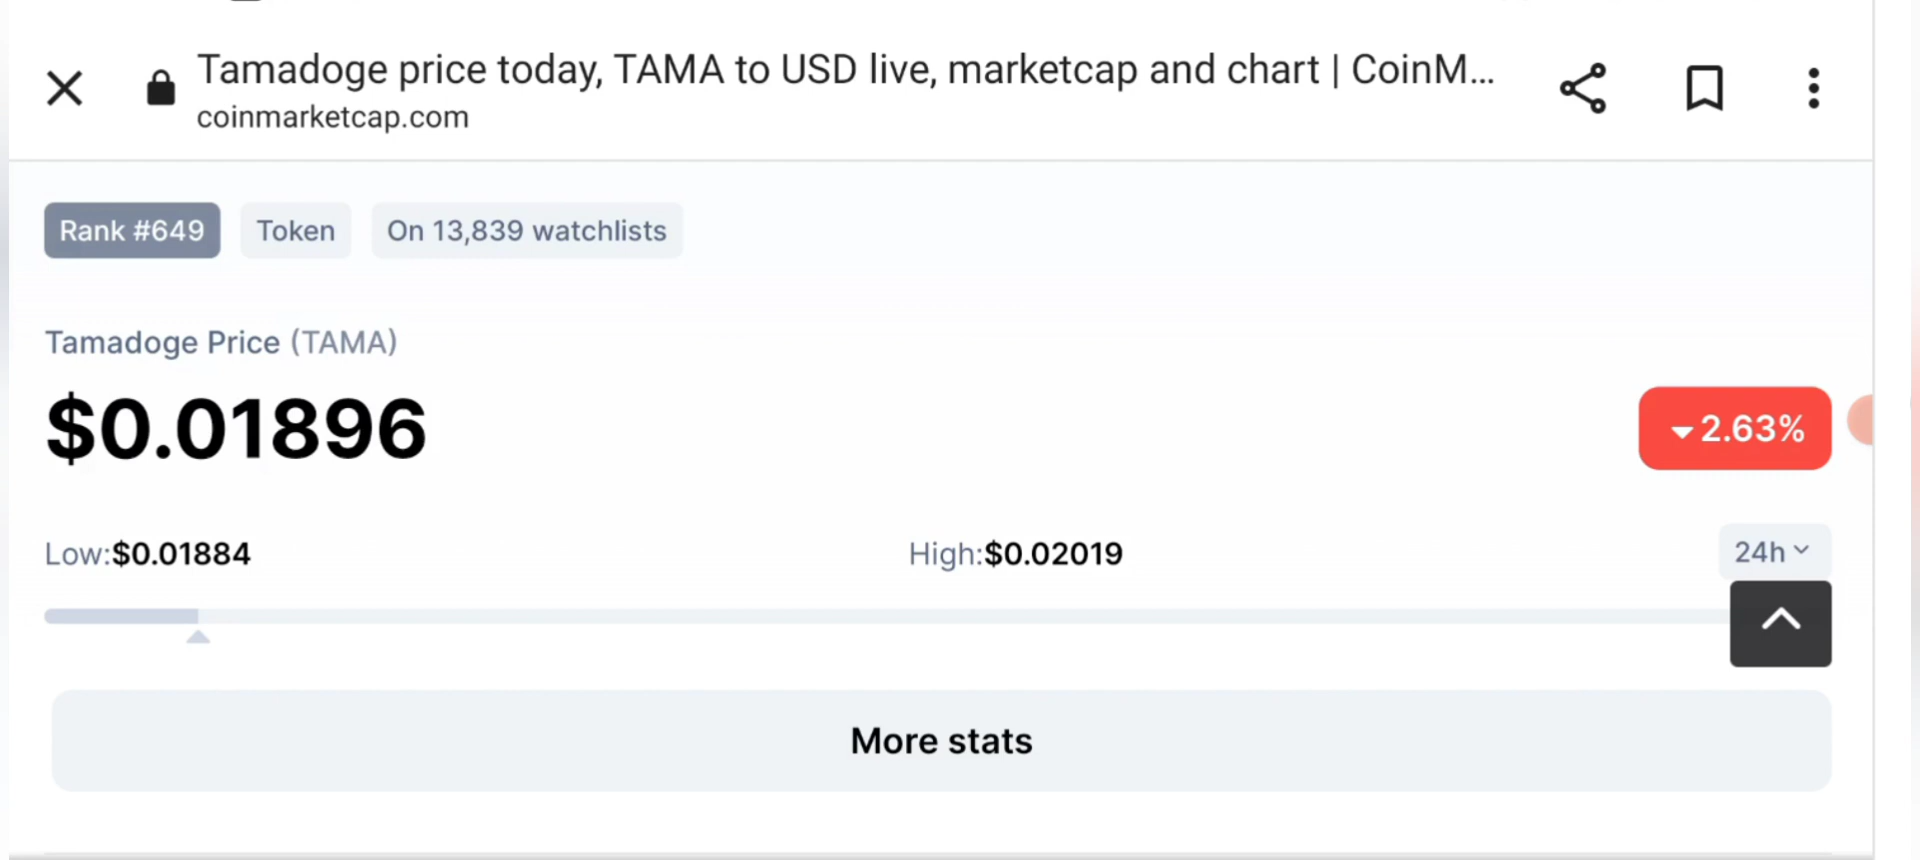 Tamadoge price today, TAMA to USD live, marketcap and chart | CoinM...
coinmarketcap.com
Rank #649 Token On 13,839 watchlists
Tamadoge Price (TAMA)
$0.01896 2.63%
Low:$0.01884 High:$0.02019 24h
More stats